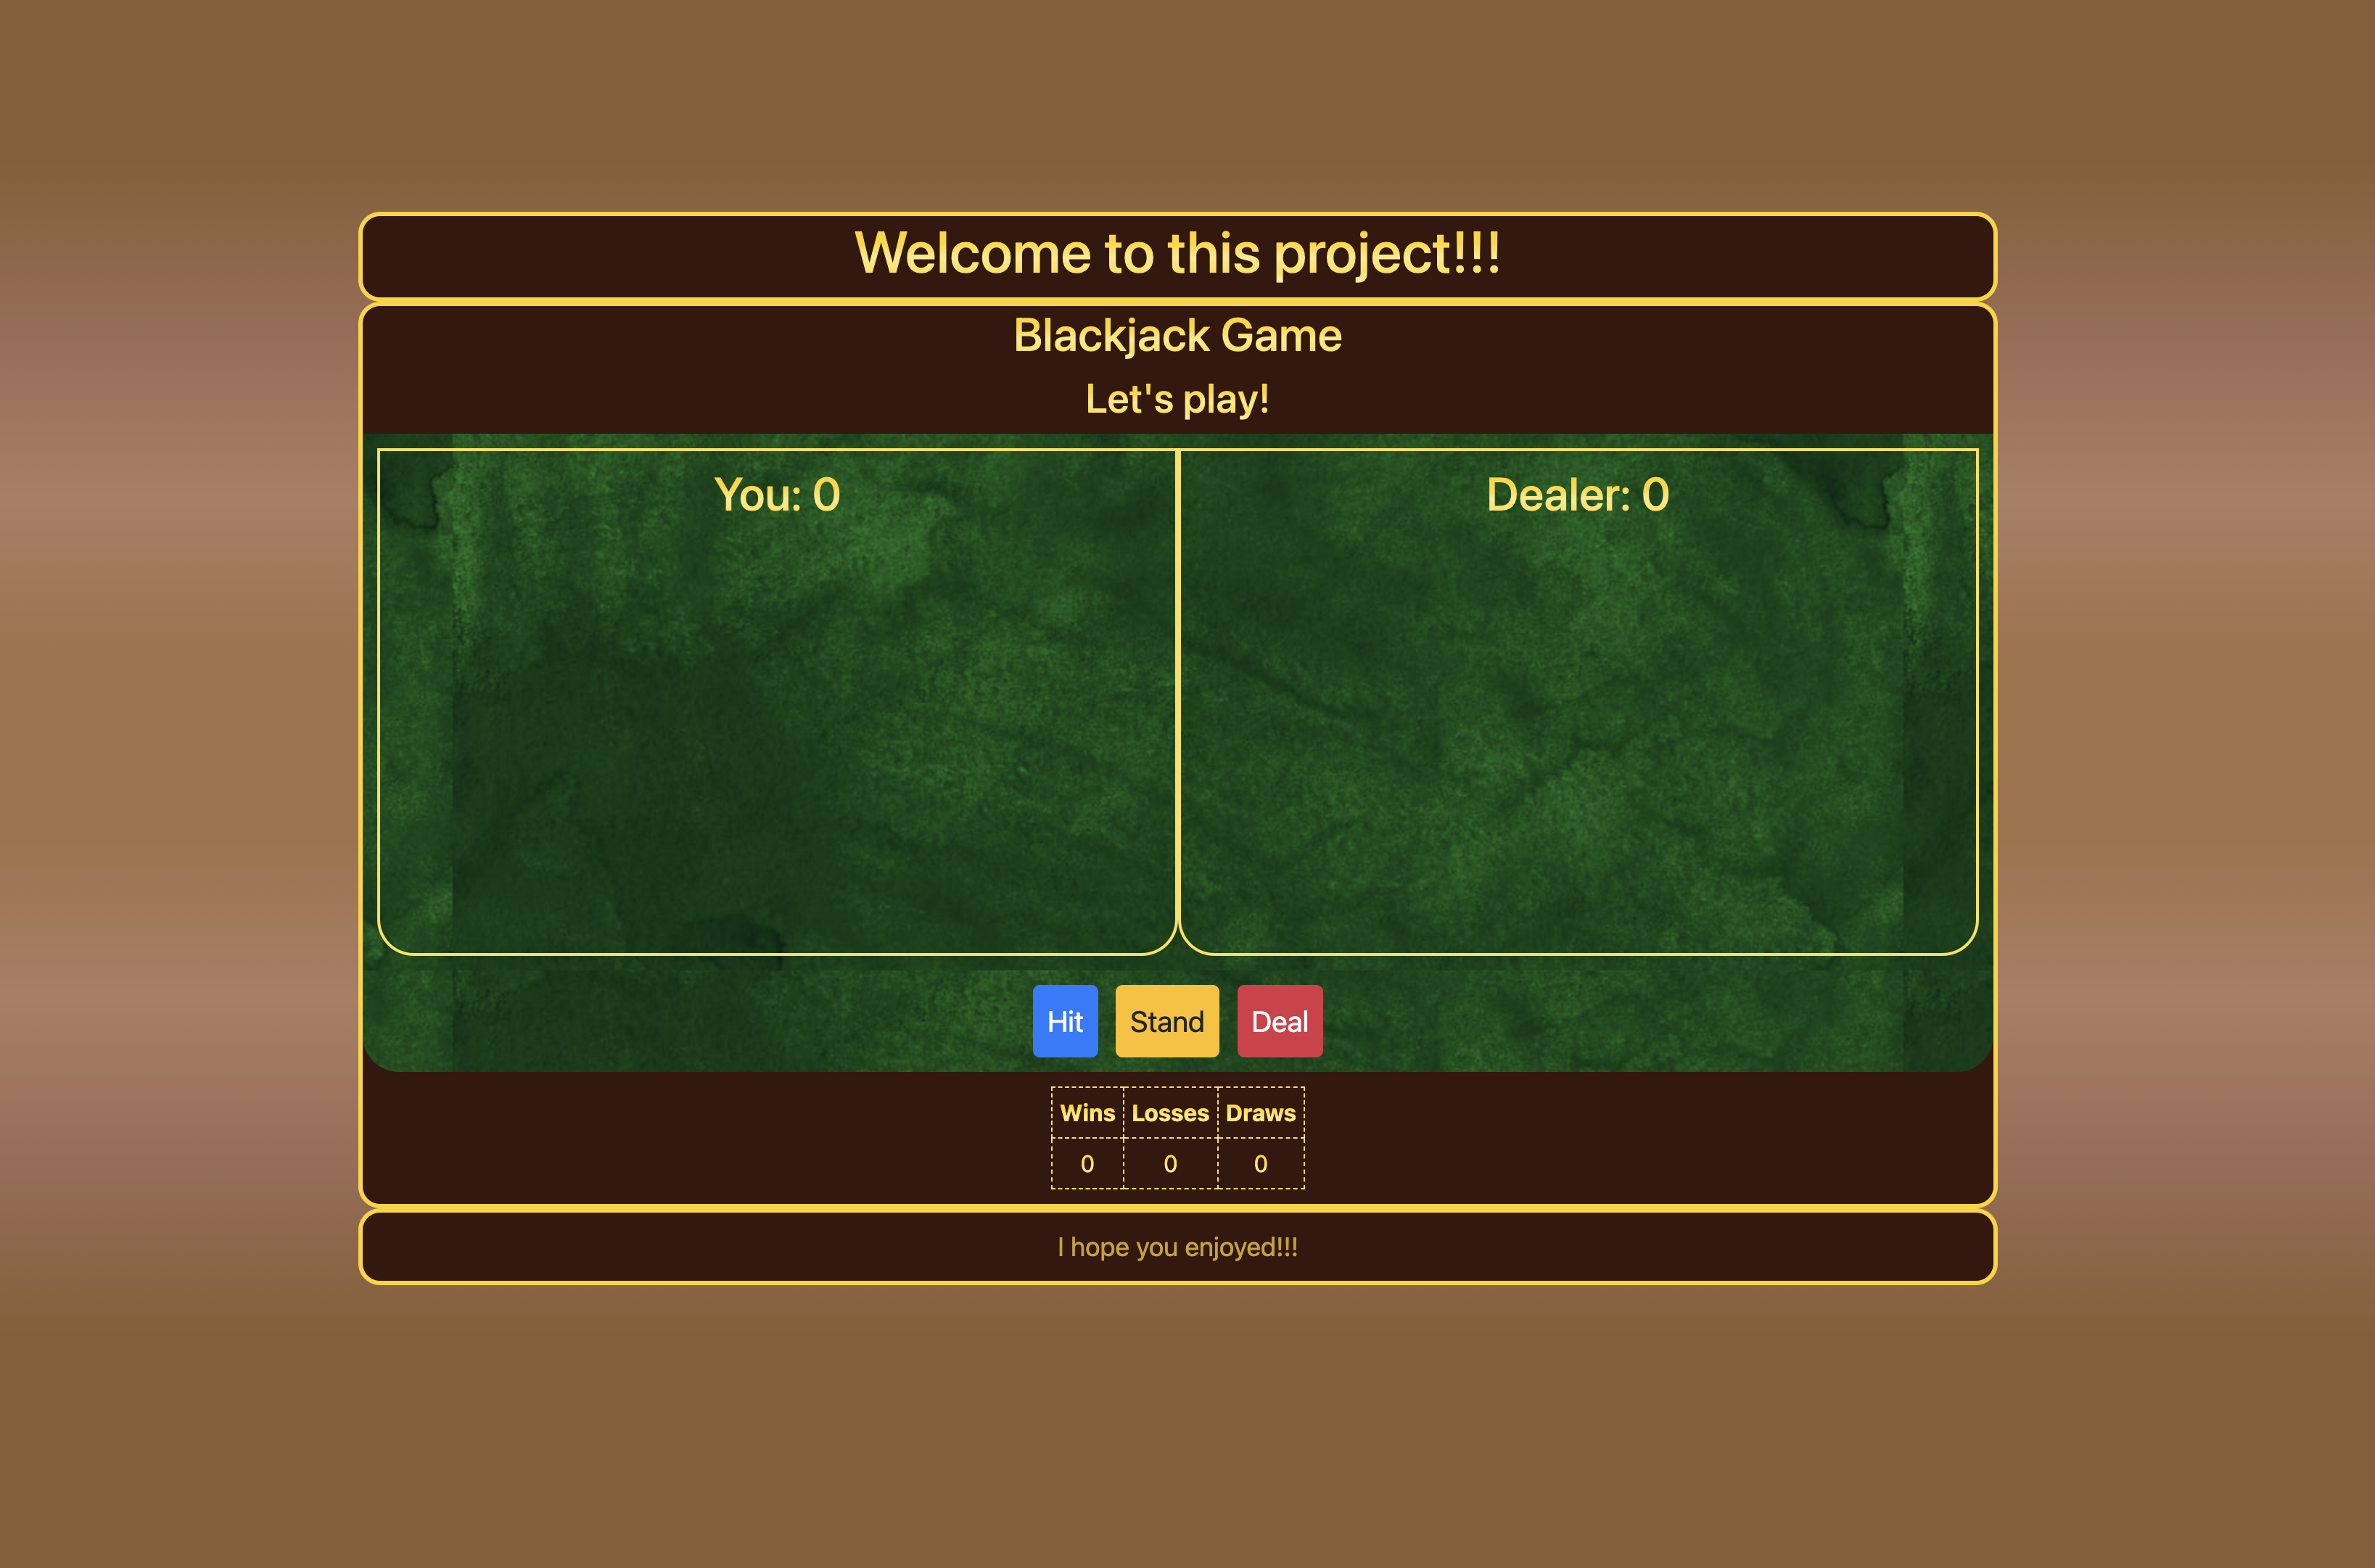 Welcome to this project!!!
Blackjack Game
Let's play!
You: 0
Dealer: 0
Hit
Stand
Deal
Wins Losses Draws
0 0 0
I hope you enjoyed!!!